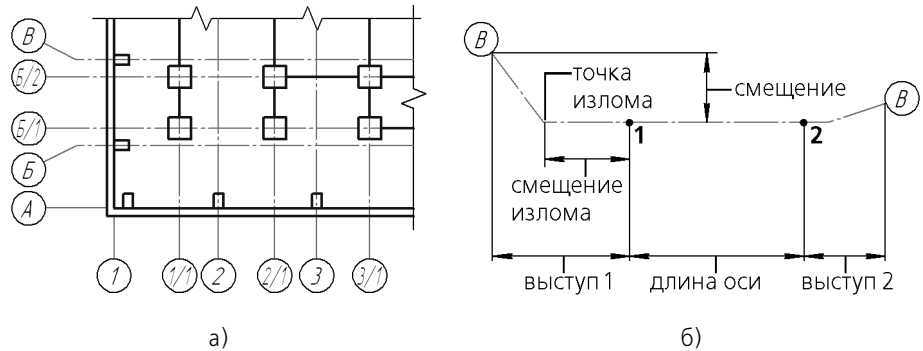 В
Б/2
Б/1
Б
А
1
1/1
2
2/1
3
3/1
а)
В
точка
излома
смещение
В
1
2
смещение
излома
выступ 1
длина оси
выступ 2
б)